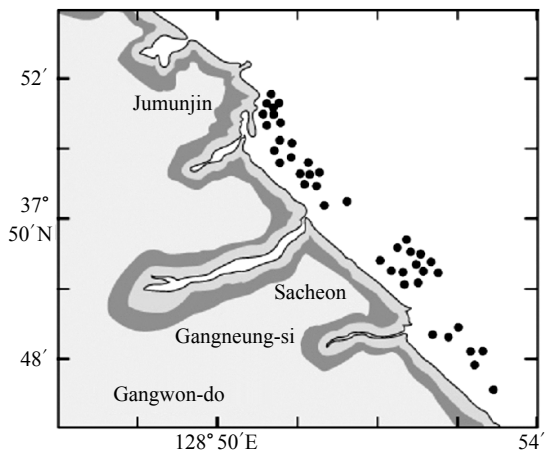 52′
Jumunjin
37°
50′ N
Sacheon
Gangneung-si
48′
Gangwon-do
128° 50′ E
54′